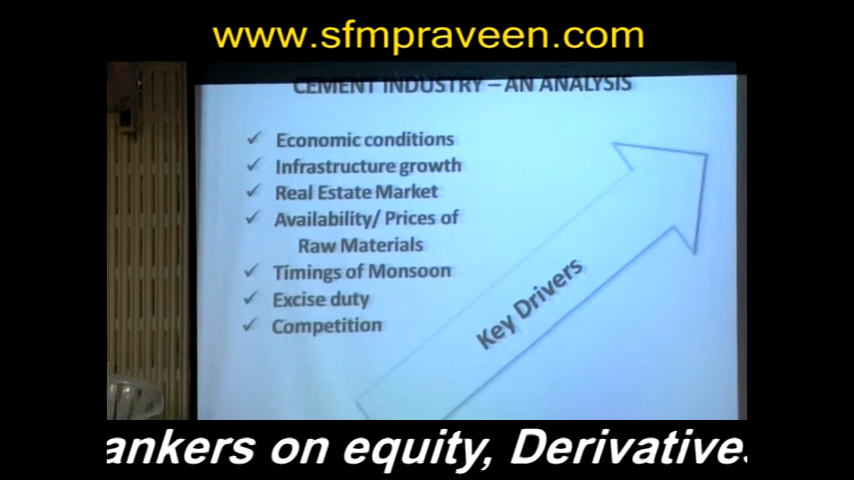 www.sfmpraveen.com
CEMENT INDUSTRY – AN ANALYSIS
✓ Economic conditions
✓ Infrastructure growth
✓ Real Estate Market
✓ Availability/ Prices of
Raw Materials
✓ Timings of Monsoon
✓ Excise duty
✓ Competition
Key Drivers
ankers on equity, Derivative